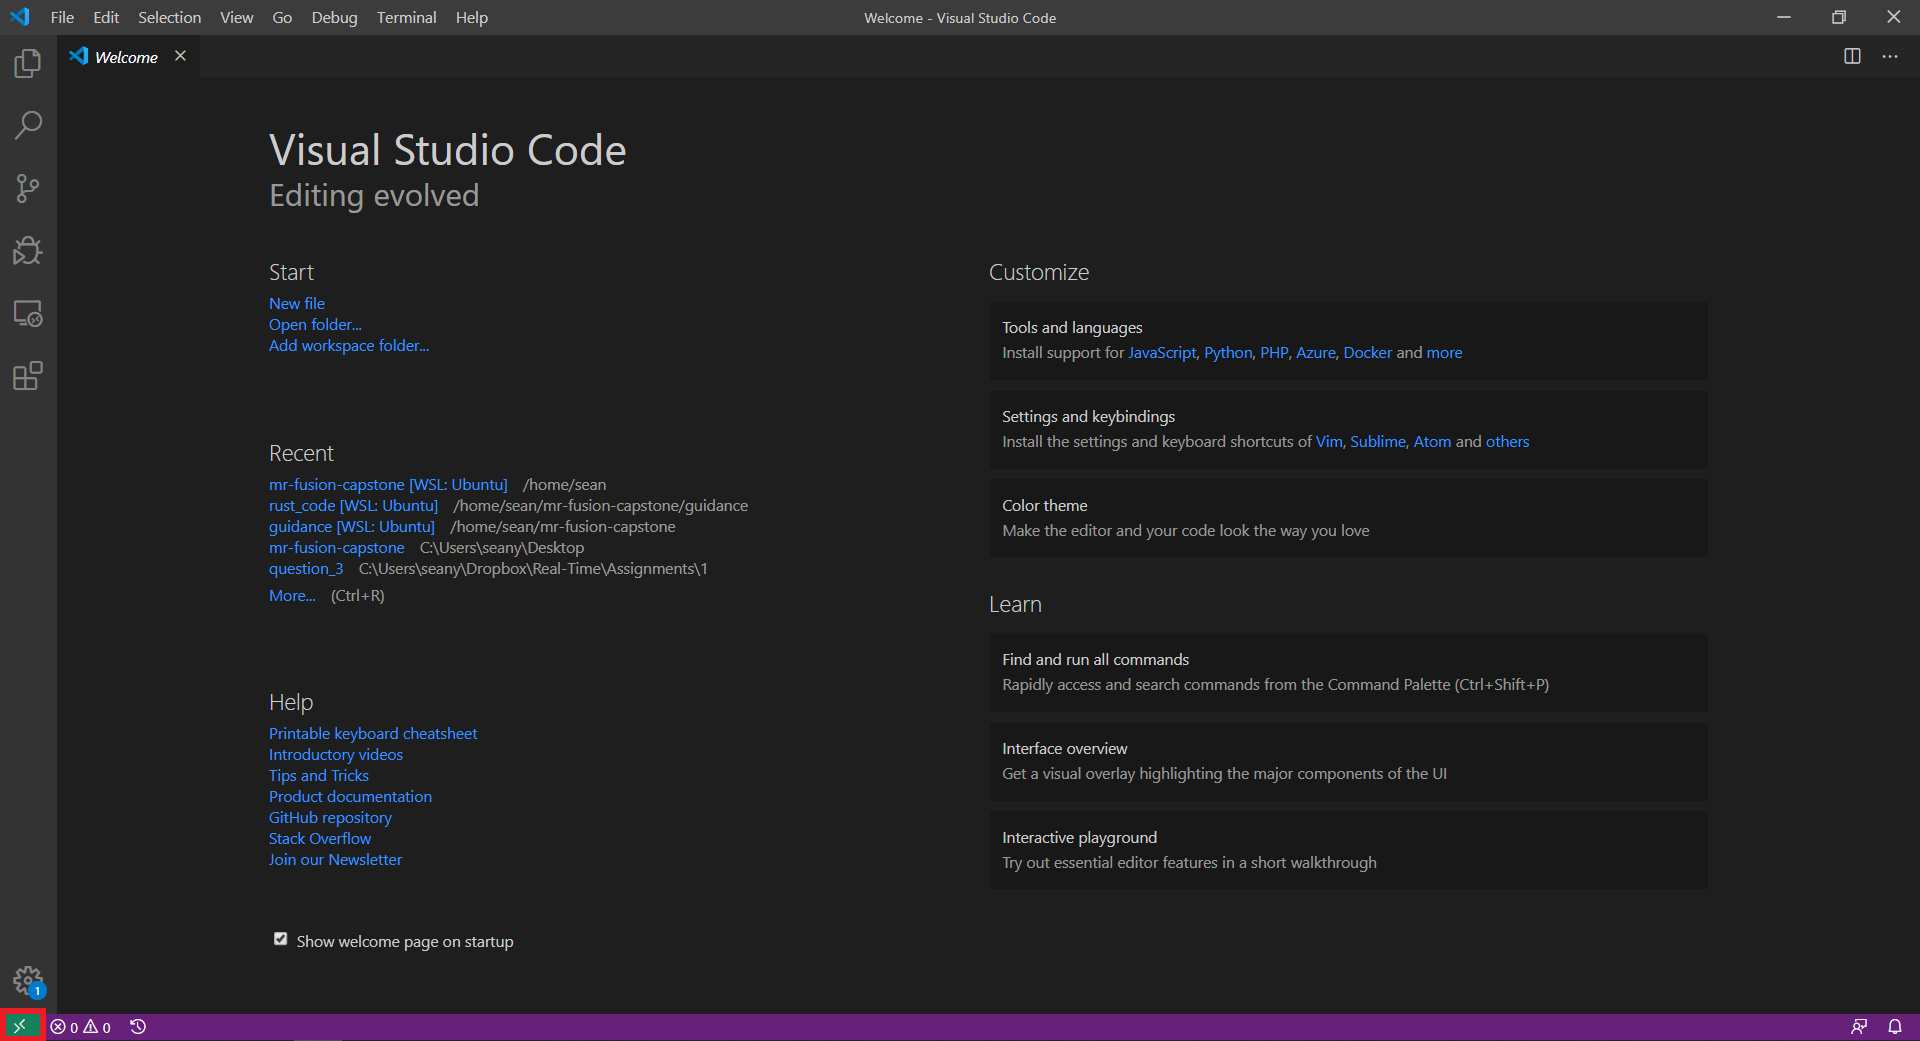 File Edit Selection View Go Debug Terminal Help
Welcome - Visual Studio Code
Welcome
Visual Studio Code
Editing evolved
Start
New file
Open folder...
Add workspace folder...
Recent
mr-fusion-capstone [WSL: Ubuntu] /home/sean
rust_code [WSL: Ubuntu] /home/sean/mr-fusion-capstone/guidance
guidance [WSL: Ubuntu] /home/sean/mr-fusion-capstone
mr-fusion-capstone C:\Users\seany\Desktop
question_3 C:\Users\seany\Dropbox\Real-Time\Assignments\1
More... (Ctrl+R)
Help
Printable keyboard cheatsheet
Introductory videos
Tips and Tricks
Product documentation
GitHub repository
Stack Overflow
Join our Newsletter
Show welcome page on startup
Customize
Tools and languages
Install support for JavaScript, Python, PHP, Azure, Docker and more
Settings and keybindings
Install the settings and keyboard shortcuts of Vim, Sublime, Atom and others
Color theme
Make the editor and your code look the way you love
Learn
Find and run all commands
Rapidly access and search commands from the Command Palette (Ctrl+Shift+P)
Interface overview
Get a visual overlay highlighting the major components of the UI
Interactive playground
Try out essential editor features in a short walkthrough
1
0 0